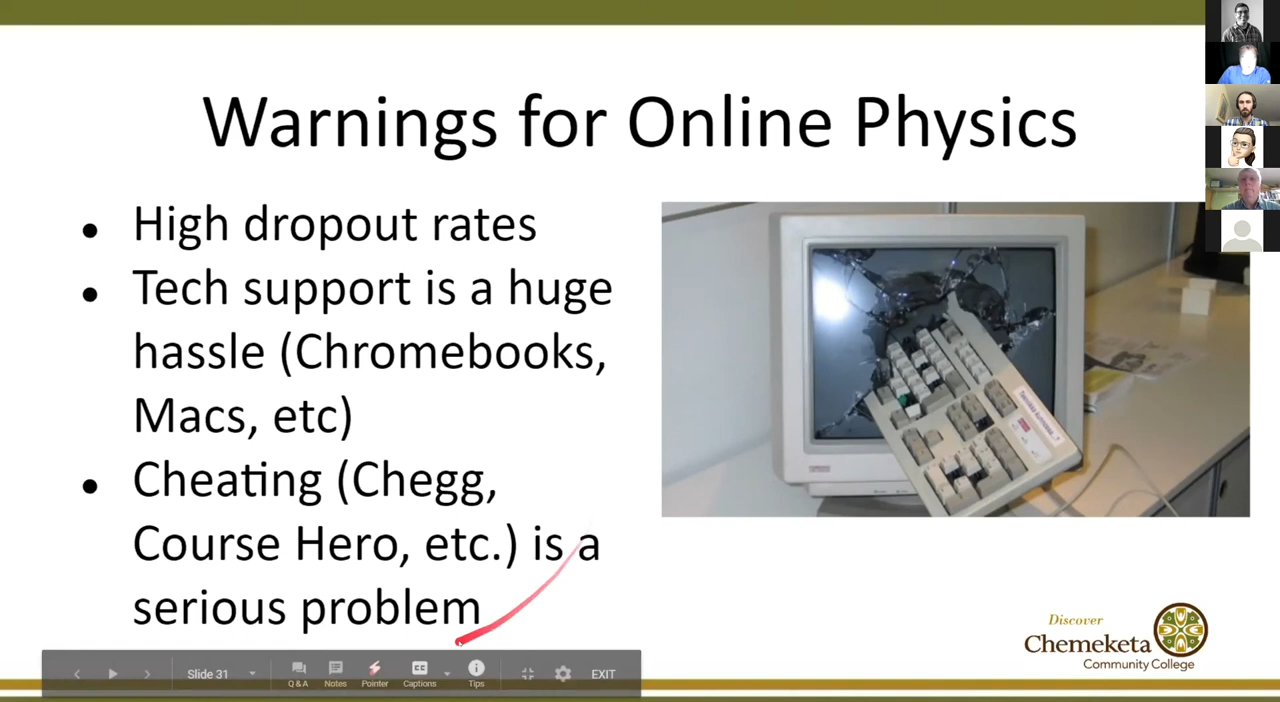 Warnings for Online Physics
● High dropout rates
● Tech support is a huge
hassle (Chromebooks,
Macs, etc)
● Cheating (Chegg,
Course Hero, etc.) is a
serious problem
Discover
Chemeketa
Community College
Slide 31
Q & A
Notes
Pointer
CC
Captions
Tips
EXIT